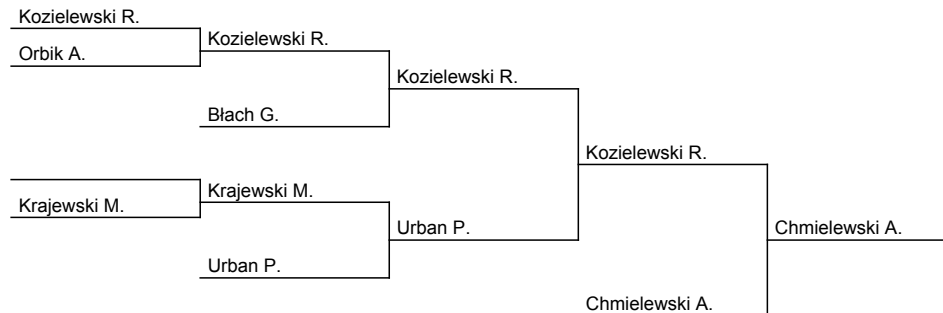 Kozielewski R.
Orbik A.
Kozielewski R.
Błach G.
Kozielewski R.
Krajewski M.
Krajewski M.
Urban P.
Urban P.
Kozielewski R.
Chmielewski A.
Chmielewski A.